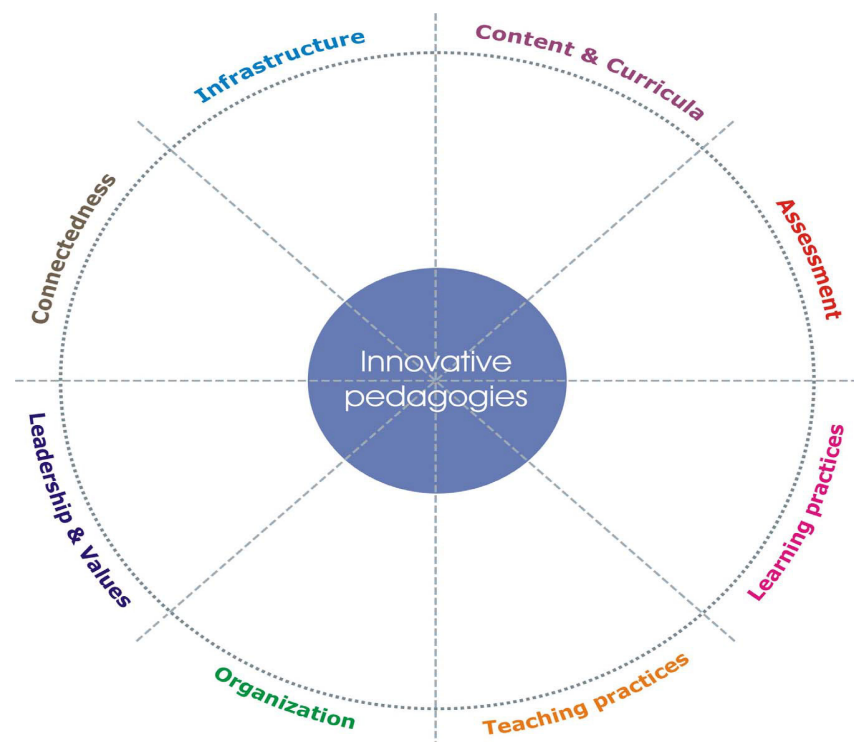 Infrastructure
Content & Curricula
Connectedness
Assessment
Innovative
pedagogies
Leadership & Values
Learning practices
Organization
Teaching practices